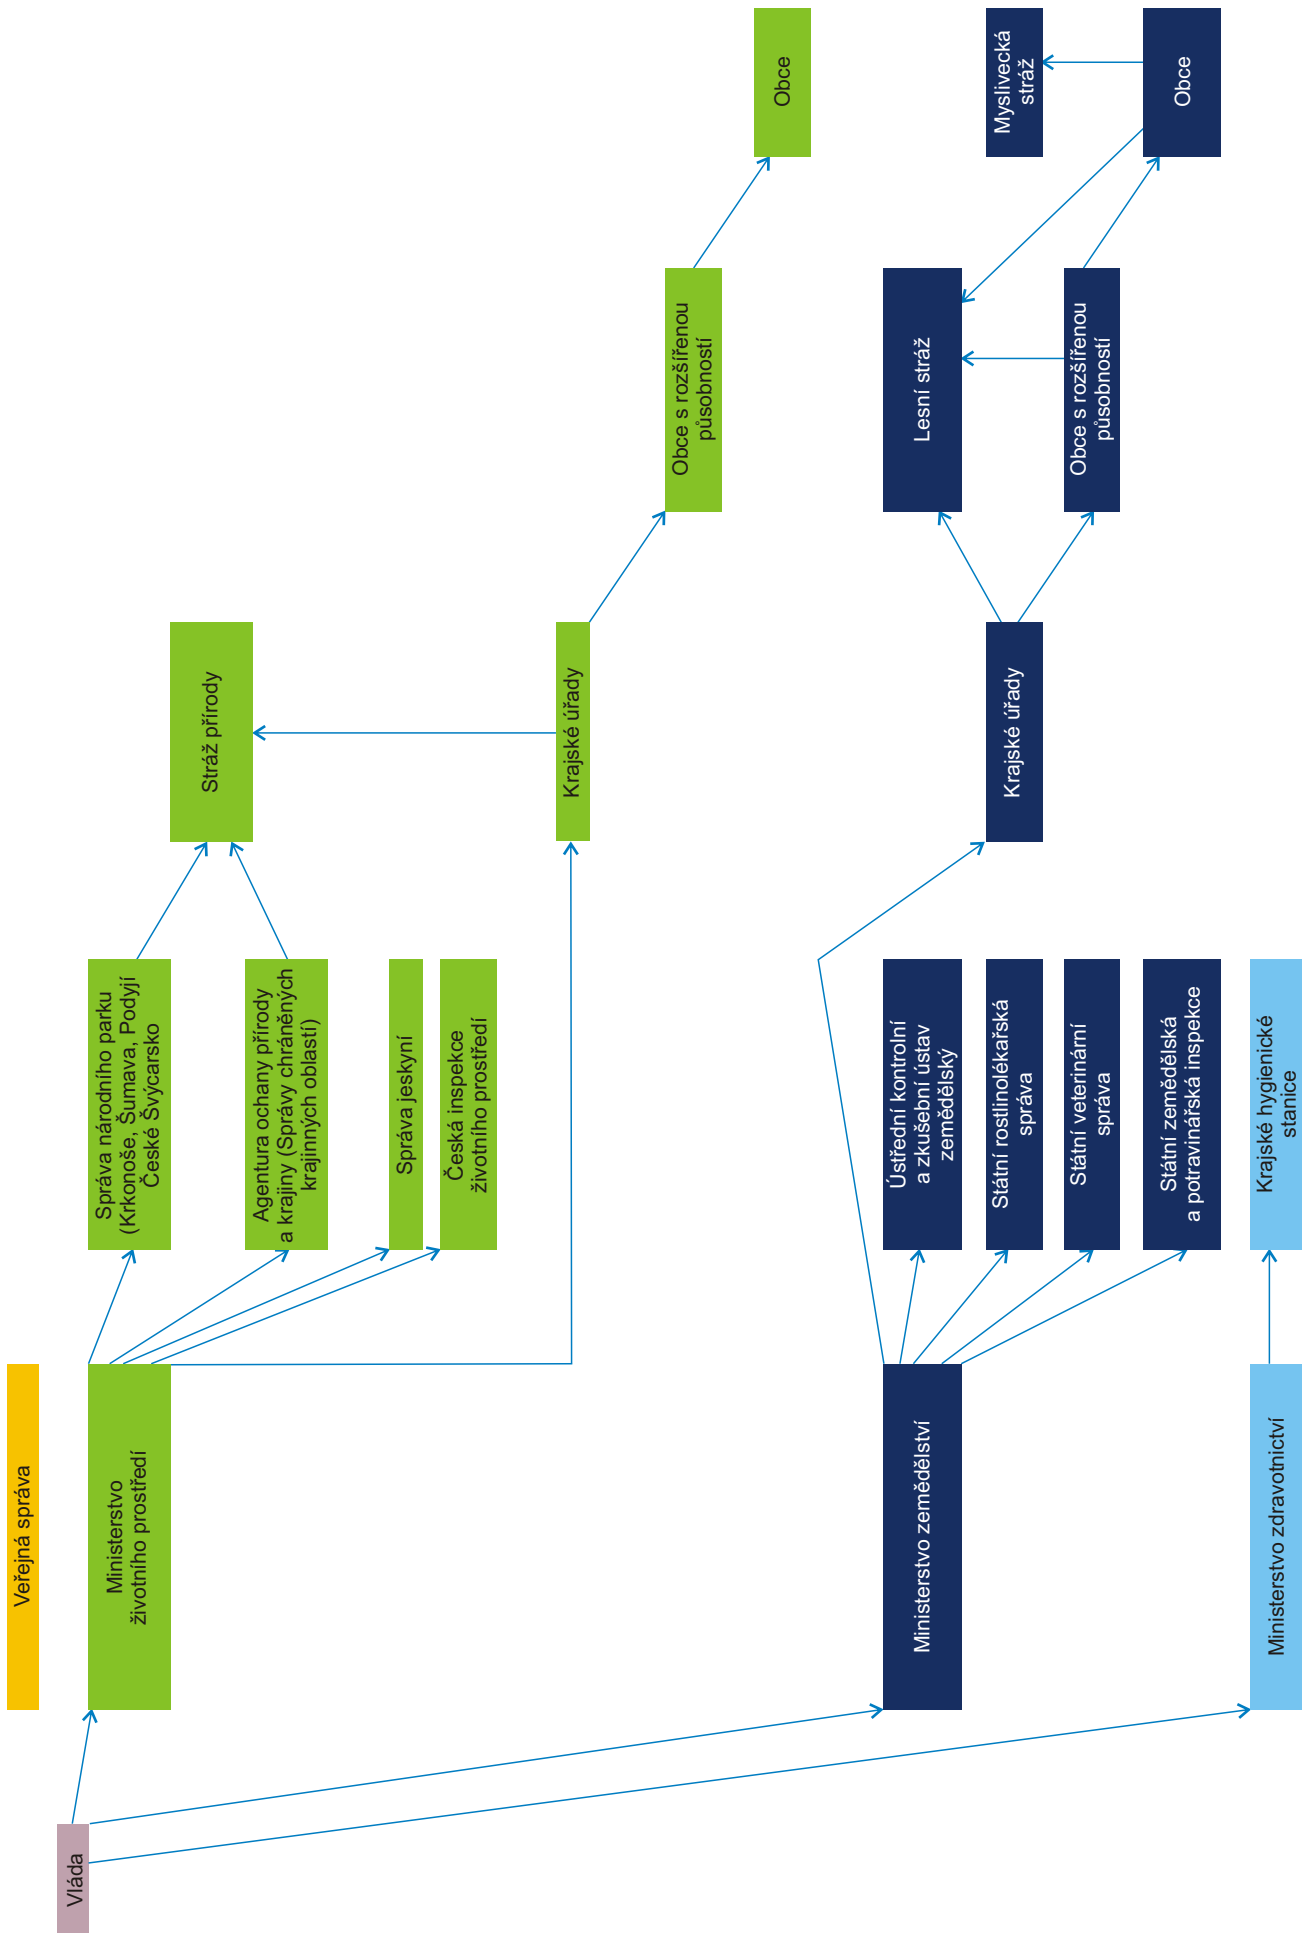 Veřejná správa
Vláda
Ministerstvo
životního prostředí
Správa národního parku
(Krkonoše, Šumava, Podyjí
České Švýcarsko
Agentura ochany přírody
a krajiny (Správy chráněných
krajinných oblastí)
Správa jeskyní
Česká inspekce
životního prostředí
Stráž přírody
Krajské úřady
Obce s rozšířenou
působností
Obce
Ministerstvo zemědělství
Ústřední kontrolní
a zkušební ústav
zemědělský
Státní rostlinolékařská
správa
Státní veterinární
správa
Státní zemědělská
a potravinářská inspekce
Krajské úřady
Lesní stráž
Obce s rozšířenou
působností
Myslivecká
stráž
Obce
Ministerstvo zdravotnictví
Krajské hygienické
stanice